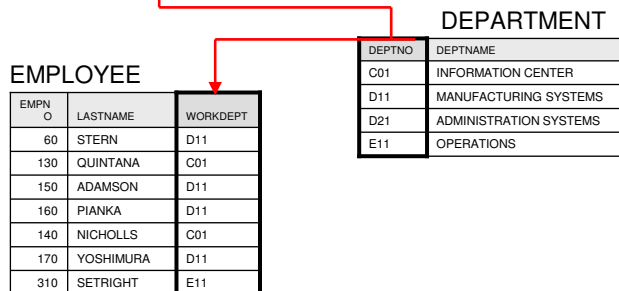 DEPARTMENT
DEPTNO DEPTNAME
C01 INFORMATION CENTER
D11 MANUFACTURING SYSTEMS
D21 ADMINISTRATION SYSTEMS
E11 OPERATIONS
EMPLOYEE
EMPN
O LASTNAME WORKDEPT
60 STERN D11
130 QUINTANA C01
150 ADAMSON D11
160 PIANKA D11
140 NICHOLLS C01
170 YOSHIMURA D11
310 SETRIGHT E11